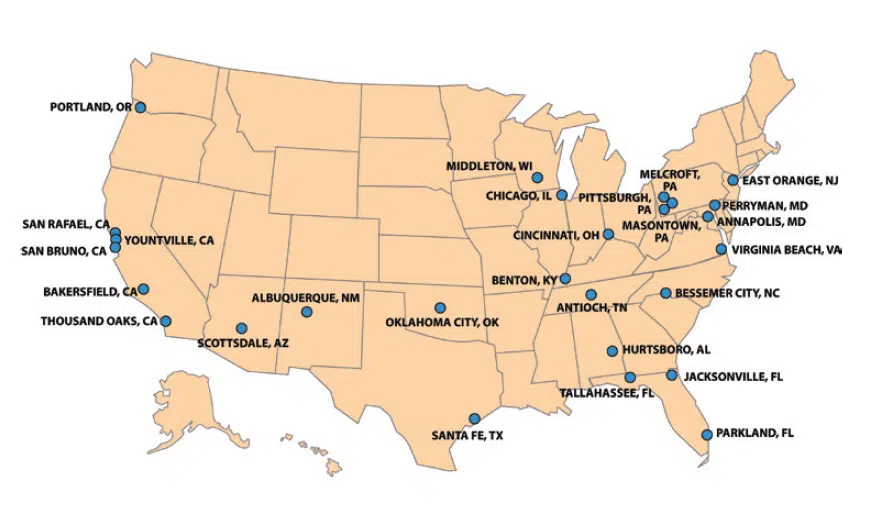 PORTLAND, OR
MIDDLETON, WI
MELCROFT,
PA
EAST ORANGE, NJ
CHICAGO, IL
PITTSBURGH,
PA
PERRYMAN, MD
ANNAPOLIS, MD
SAN RAFAEL, CA
YOUNTVILLE, CA
SAN BRUNO, CA
CINCINNATI, OH
MASONTOWN,
PA
VIRGINIA BEACH, VA
BENTON, KY
BAKERSFIELD, CA
ALBUQUERQUE, NM
BESSEMER CITY, NC
ANTIOCH, TN
THOUSAND OAKS, CA
OKLAHOMA CITY, OK
SCOTTSDALE, AZ
HURTSBORO, AL
JACKSONVILLE, FL
TALLAHASSEE, FL
SANTA FE, TX
PARKLAND, FL